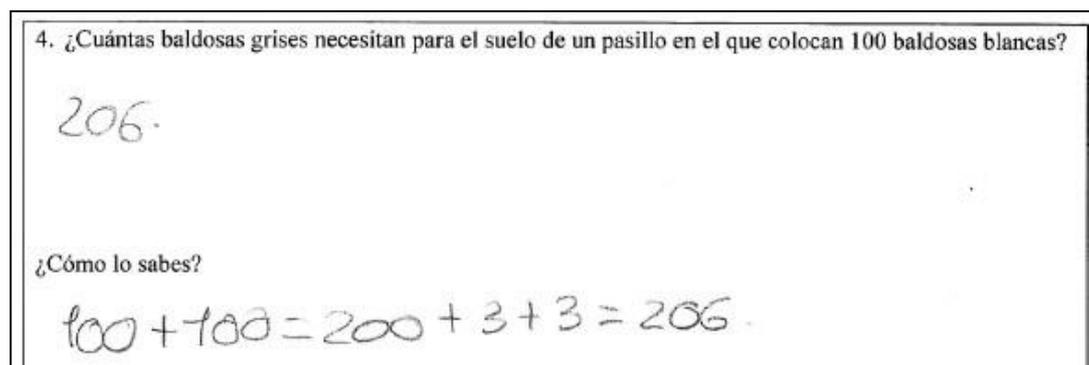 4. ¿Cuántas baldosas grises necesitan para el suelo de un pasillo en el que colocan 100 baldosas blancas?
206.
¿Cómo lo sabes?
100+100=200+3+3=206.